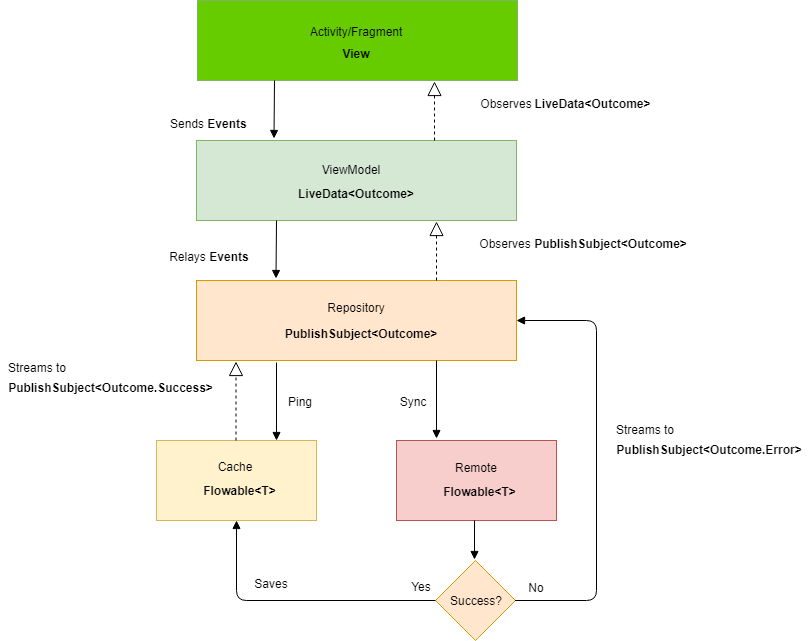 Activity/Fragment
View
Observes LiveData<Outcome>
Sends Events
ViewModel
LiveData<Outcome>
Observes PublishSubject<Outcome>
Relays Events
Repository
PublishSubject<Outcome>
Streams to
PublishSubject<Outcome.Success>
Ping
Sync
Streams to
PublishSubject<Outcome.Error>
Cache
Flowable<T>
Remote
Flowable<T>
Saves
Yes
No
Success?